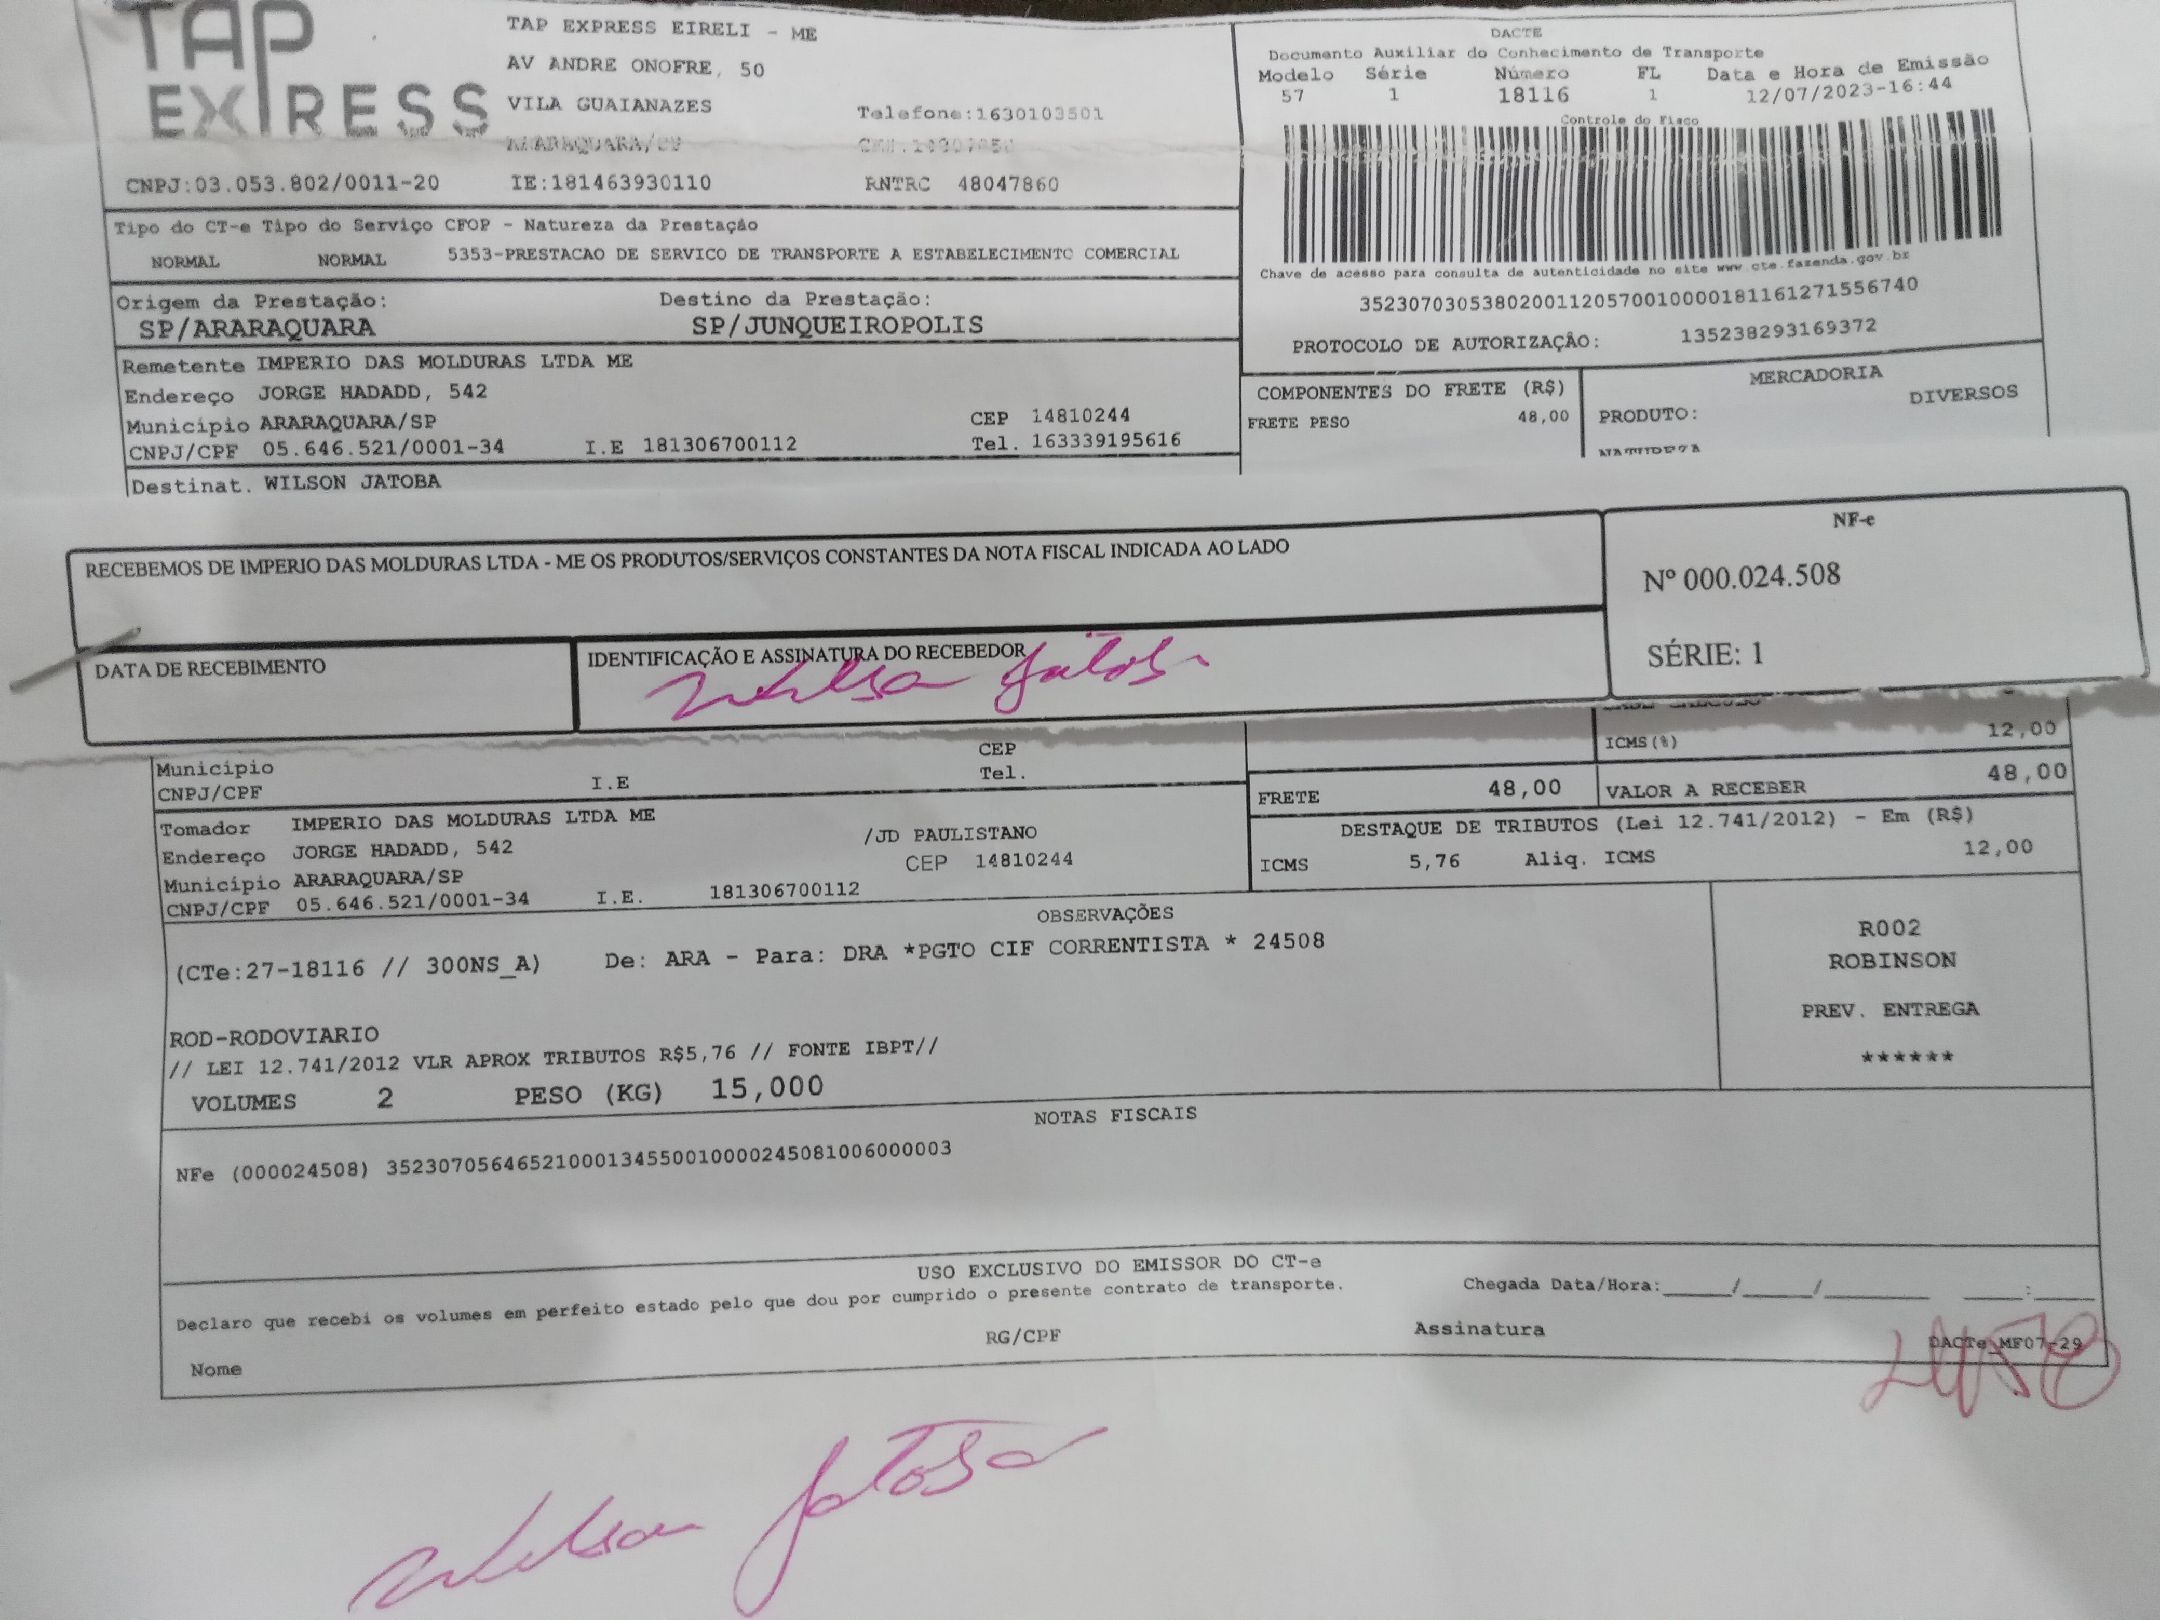 TAP EXPRESS
TAP EXPRESS EIRELI - ME
AV ANDRE ONOFRE, 50
VILA GUAIANAZES
Telefone:1630103501
ARARAQUARA/SP
CNPJ:03.053.802/0011-20 IE:181463930110 RNTRC 48047860
DACTE
Documento Auxiliar do Conhecimento de Transporte
Modelo Série Número FL Data e Hora de Emissão
57 1 18116 1 12/07/2023-16:44
Controle do Fisco
Chave de acesso para consulta de autenticidade no site www.cte.fazenda.gov.br
35230703053802001120570010000181161271556740
PROTOCOLO DE AUTORIZAÇÃO: 135238293169372
Tipo do CT-e Tipo do Serviço CFOP - Natureza da Prestação
NORMAL NORMAL 5353-PRESTACAO DE SERVICO DE TRANSPORTE A ESTABELECIMENTO COMERCIAL
Origem da Prestação: Destino da Prestação:
SP/ARARAQUARA SP/JUNQUEIROPOLIS
Remetente IMPERIO DAS MOLDURAS LTDA ME
Endereço JORGE HADADD, 542
Município ARARAQUARA/SP CEP 14810244
CNPJ/CPF 05.646.521/0001-34 I.E 181306700112 Tel. 163339195616
Destinat. WILSON JATOBA
COMPONENTES DO FRETE (R$)
FRETE PESO 48,00
MERCADORIA
PRODUTO: DIVERSOS
NATUREZA
RECEBEMOS DE IMPERIO DAS MOLDURAS LTDA - ME OS PRODUTOS/SERVIÇOS CONSTANTES DA NOTA FISCAL INDICADA AO LADO
NF-e
Nº 000.024.508
SÉRIE: 1
DATA DE RECEBIMENTO
IDENTIFICAÇÃO E ASSINATURA DO RECEBEDOR
Wilson Jatoba
BASE CALCULO
ICMS(%) 12,00
Município CEP
CNPJ/CPF I.E Tel.
FRETE 48,00 VALOR A RECEBER 48,00
Tomador IMPERIO DAS MOLDURAS LTDA ME
Endereço JORGE HADADD, 542 /JD PAULISTANO
Município ARARAQUARA/SP CEP 14810244
CNPJ/CPF 05.646.521/0001-34 I.E. 181306700112
DESTAQUE DE TRIBUTOS (Lei 12.741/2012) - Em (R$)
ICMS 5,76 Aliq. ICMS 12,00
OBSERVAÇÕES
(CTe:27-18116 // 300NS_A) De: ARA - Para: DRA *PGTO CIF CORRENTISTA * 24508
ROD-RODOVIARIO
// LEI 12.741/2012 VLR APROX TRIBUTOS R$5,76 // FONTE IBPT//
VOLUMES 2 PESO (KG) 15,000
R002
ROBINSON
PREV. ENTREGA
******
NOTAS FISCAIS
NFe (000024508) 35230705646521000134550010000245081006000003
USO EXCLUSIVO DO EMISSOR DO CT-e
Declaro que recebi os volumes em perfeito estado pelo que dou por cumprido o presente contrato de transporte.
Chegada Data/Hora:_____/_____/________ ____:____
Nome RG/CPF Assinatura
DACTe_MF07-29
Wilson Jatoba